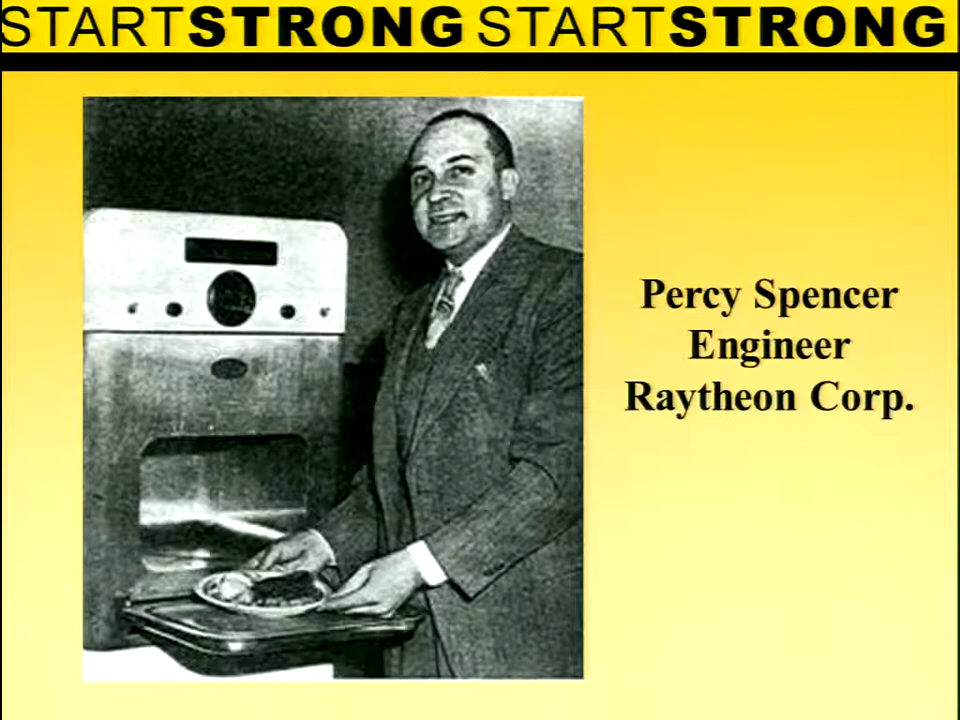 STARTSTRONG STARTSTRONG
Percy Spencer
Engineer
Raytheon Corp.